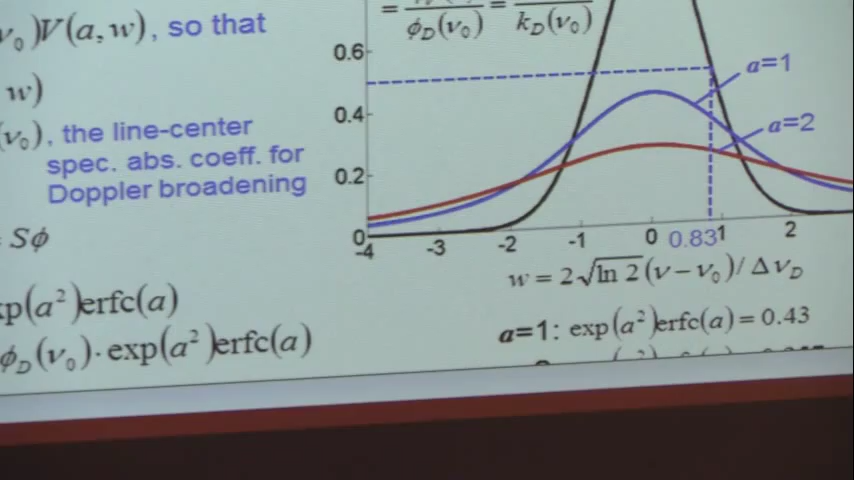 ν₀)V(a, w), so that
w)
(ν₀), the line-center
spec. abs. coeff. for
Doppler broadening
= Sϕ
xp(a²)erfc(a)
ϕ_D(ν₀)·exp(a²)erfc(a)
= ϕ_D(ν₀) = k_D(ν₀)
0.6
0.4
0.2
0
-4 -3 -2 -1 0 0.83 1 2
a=1
a=2
w = 2√ln 2(ν−ν₀)/Δν_D
a=1: exp(a²)erfc(a) = 0.43